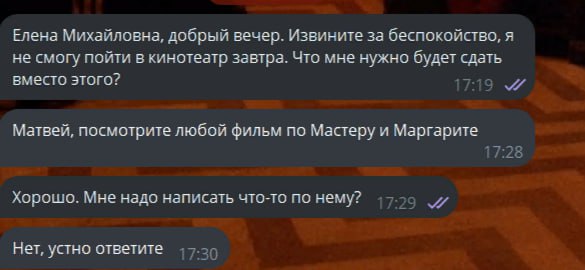 Елена Михайловна, добрый вечер. Извините за беспокойство, я
не смогу пойти в кинотеатр завтра. Что мне нужно будет сдать
вместо этого?
17:19
Матвей, посмотрите любой фильм по Мастеру и Маргарите
17:28
Хорошо. Мне надо написать что-то по нему? 17:29
Нет, устно ответите 17:30